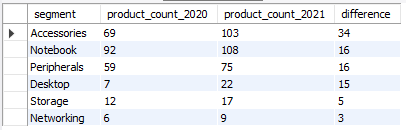 segment product_count_2020 product_count_2021 difference
Accessories 69 103 34
Notebook 92 108 16
Peripherals 59 75 16
Desktop 7 22 15
Storage 12 17 5
Networking 6 9 3